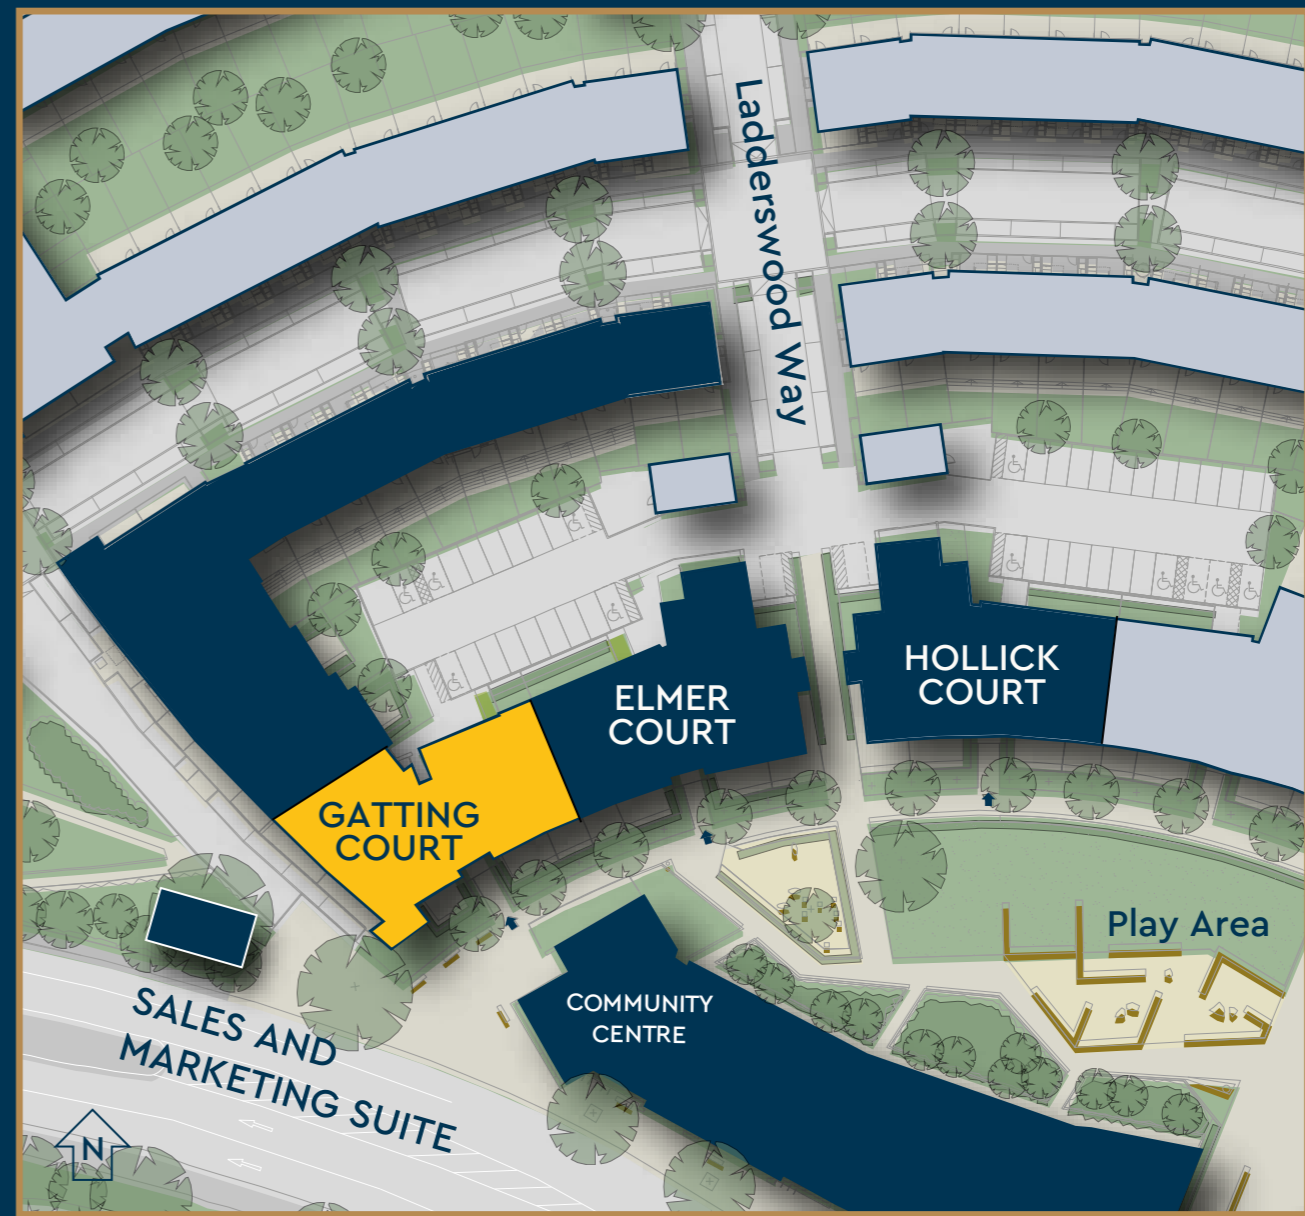 Ladderswood Way
HOLLICK
COURT
ELMER
COURT
GATTING
COURT
Play Area
COMMUNITY
CENTRE
SALES AND
MARKETING SUITE
N